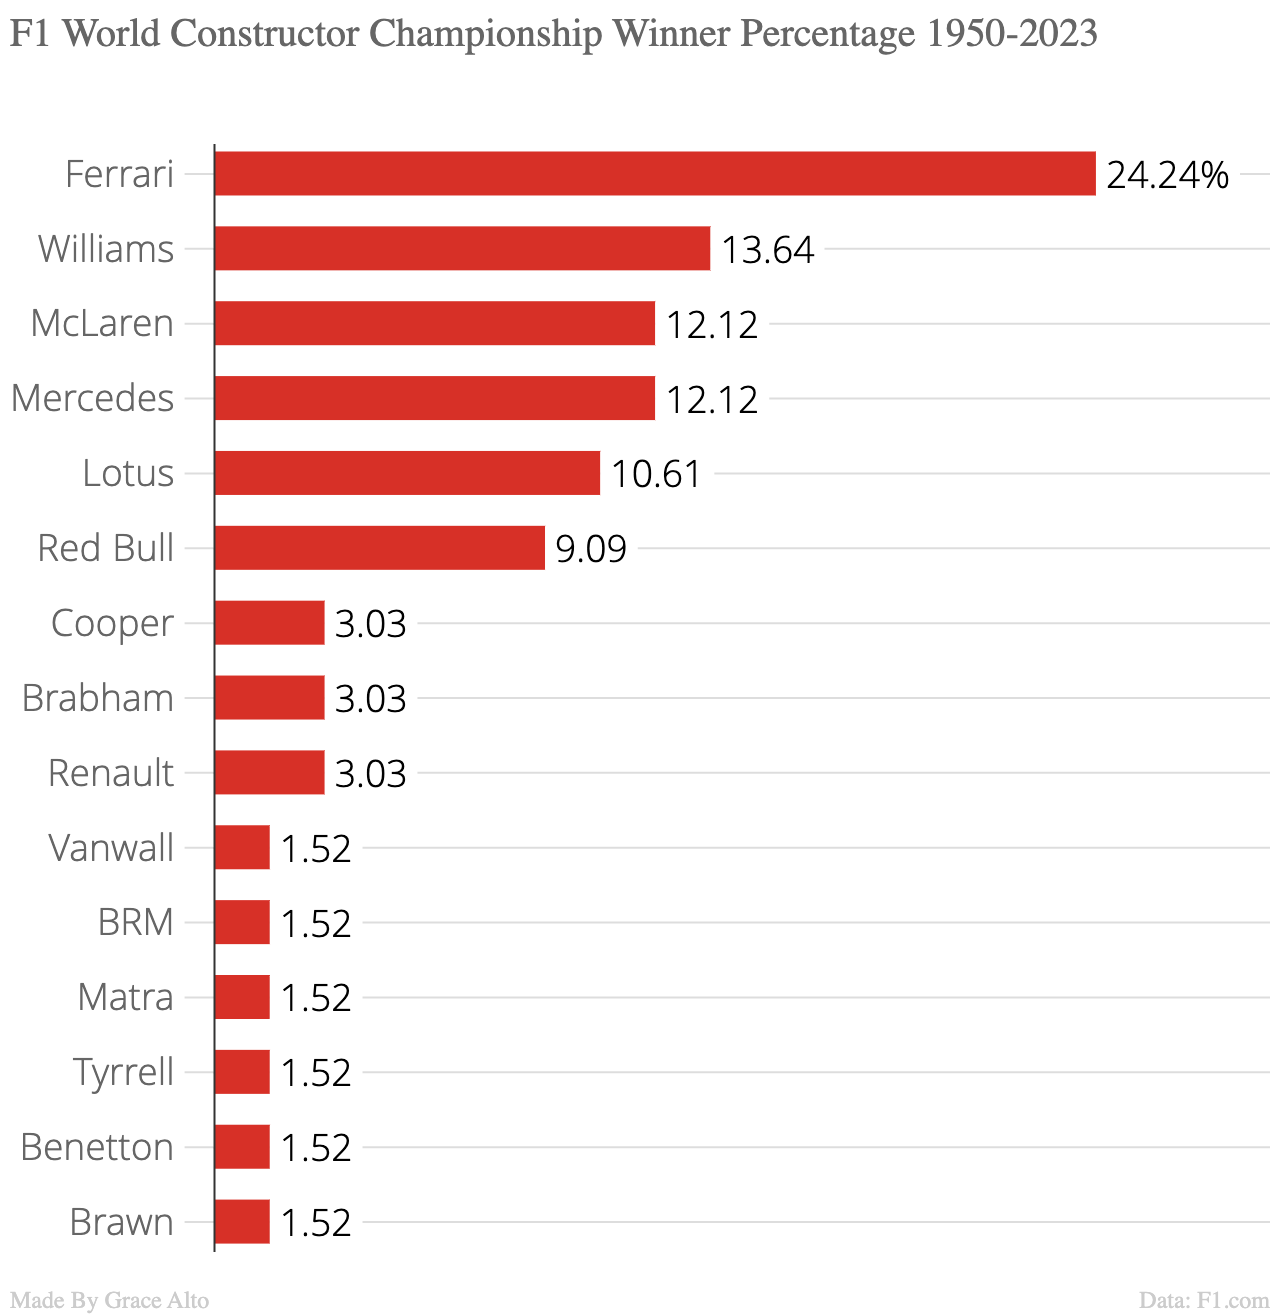 F1 World Constructor Championship Winner Percentage 1950-2023
Ferrari 24.24%
Williams 13.64
McLaren 12.12
Mercedes 12.12
Lotus 10.61
Red Bull 9.09
Cooper 3.03
Brabham 3.03
Renault 3.03
Vanwall 1.52
BRM 1.52
Matra 1.52
Tyrrell 1.52
Benetton 1.52
Brawn 1.52
Made By Grace Alto Data: F1.com